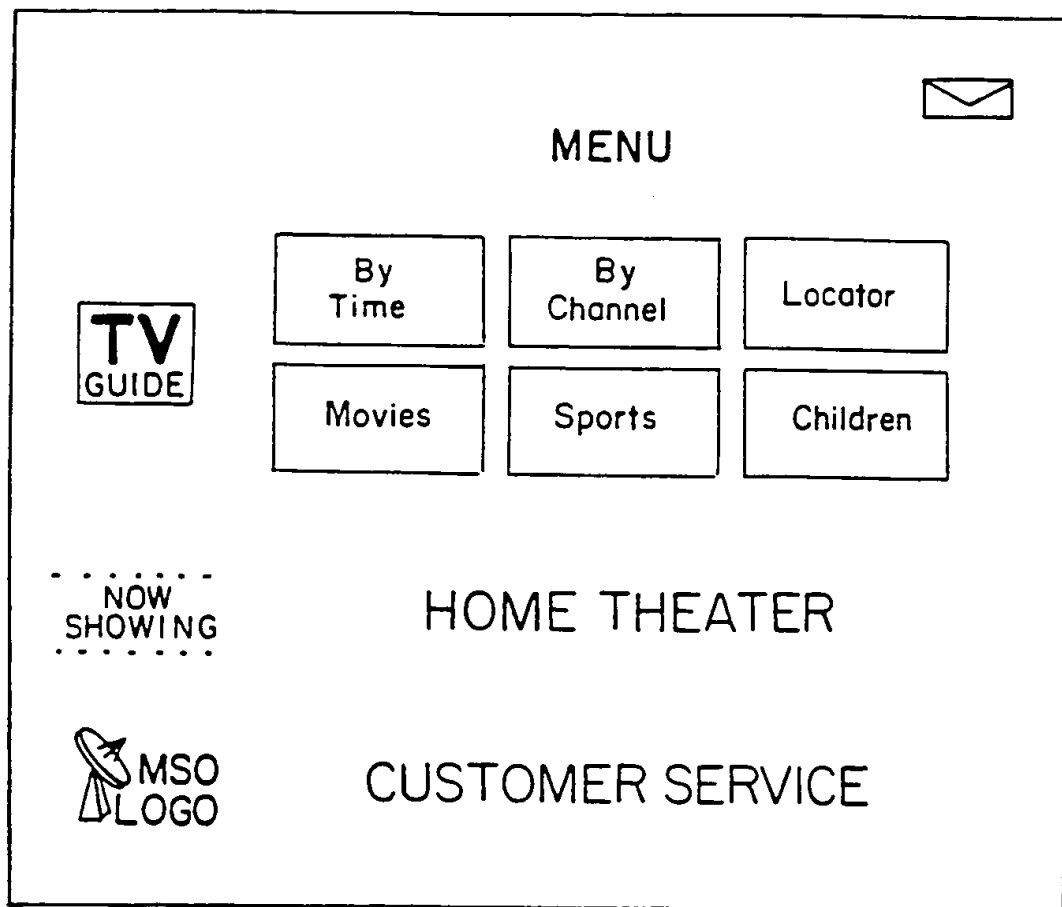 MENU
By
Time
By
Channel
Locator
TV
GUIDE
Movies
Sports
Children
NOW
SHOWING
HOME THEATER
MSO
LOGO
CUSTOMER SERVICE